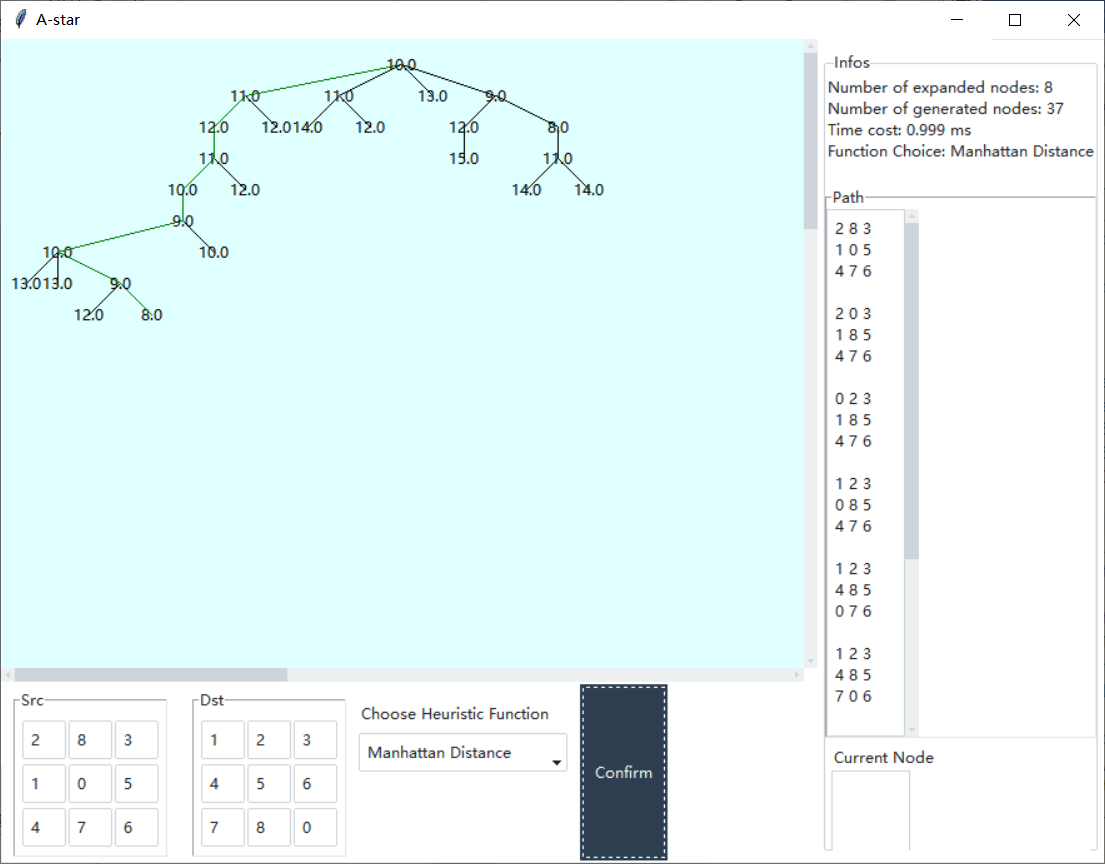 A-star
10.0
11.0 11.0 13.0 9.0
12.0 12.0 14.0 12.0 12.0 8.0
11.0 15.0 11.0
10.0 12.0 14.0 14.0
9.0
10.0 10.0
13.0 13.0 9.0
12.0 8.0
Infos
Number of expanded nodes: 8
Number of generated nodes: 37
Time cost: 0.999 ms
Function Choice: Manhattan Distance
Path
2 8 3
1 0 5
4 7 6
2 0 3
1 8 5
4 7 6
0 2 3
1 8 5
4 7 6
1 2 3
0 8 5
4 7 6
1 2 3
4 8 5
0 7 6
1 2 3
4 8 5
7 0 6
Src
2 8 3
1 0 5
4 7 6
Dst
1 2 3
4 5 6
7 8 0
Choose Heuristic Function
Manhattan Distance
Confirm
Current Node